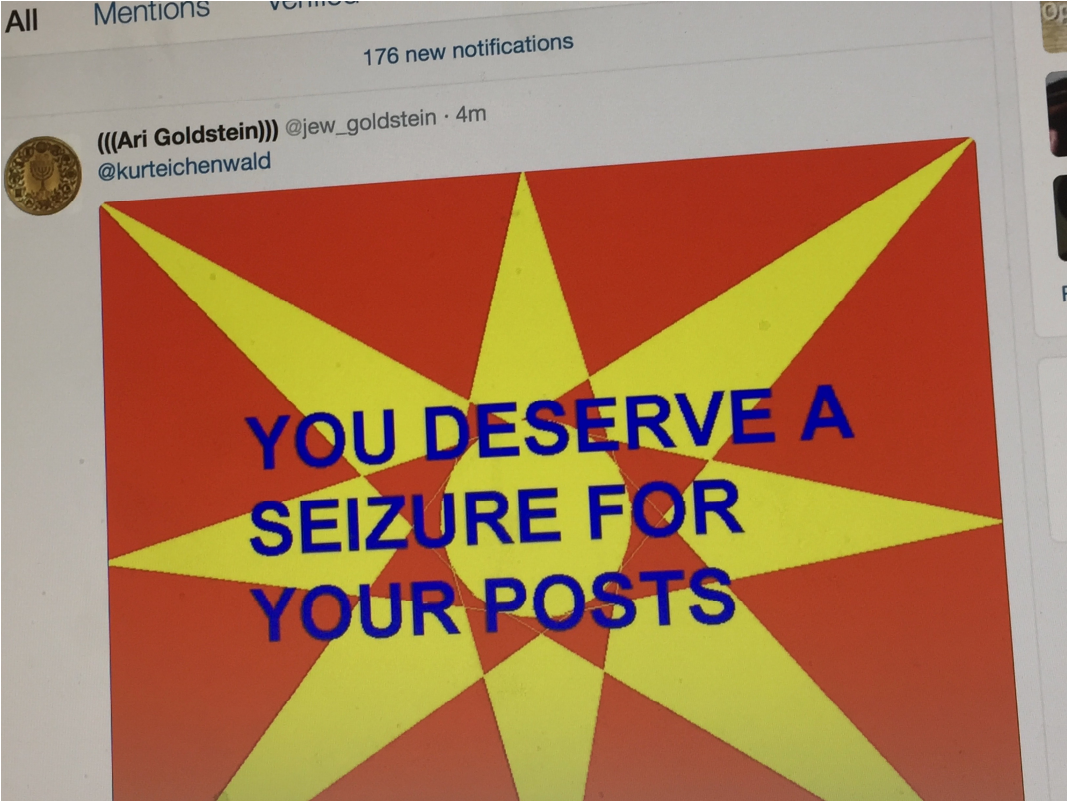 All Mentions
176 new notifications
(((Ari Goldstein))) @jew_goldstein · 4m
@kurteichenwald
YOU DESERVE A
SEIZURE FOR
YOUR POSTS